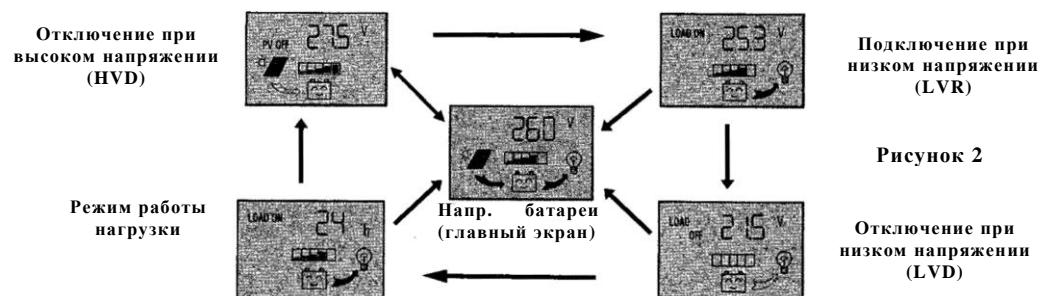 Отключение при
высоком напряжении
(HVD)
PV OFF 27.5 V
LOAD ON 25.3 V
Подключение при
низком напряжении
(LVR)
26.0 V
Рисунок 2
Режим работы
нагрузки
LOAD ON 24 h
Напр. батареи
(главный экран)
LOAD OFF 21.5 V
Отключение при
низком напряжении
(LVD)